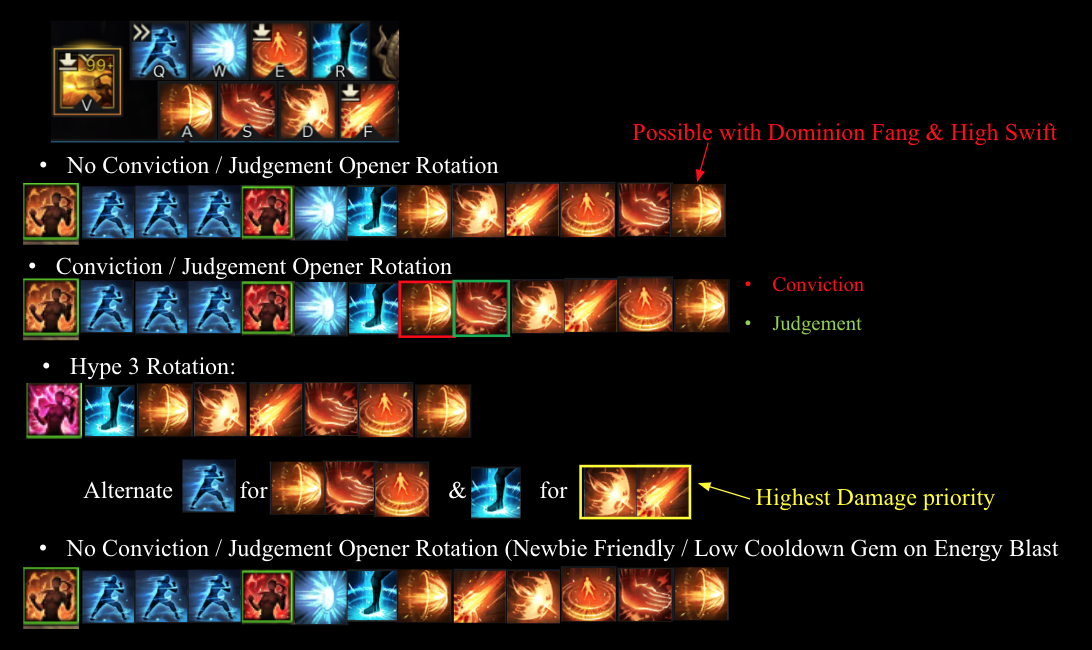 99+
Q W E R
V
A S D F
Possible with Dominion Fang & High Swift
• No Conviction / Judgement Opener Rotation
• Conviction / Judgement Opener Rotation
• Conviction
• Judgement
• Hype 3 Rotation:
Alternate for & for
Highest Damage priority
• No Conviction / Judgement Opener Rotation (Newbie Friendly / Low Cooldown Gem on Energy Blast